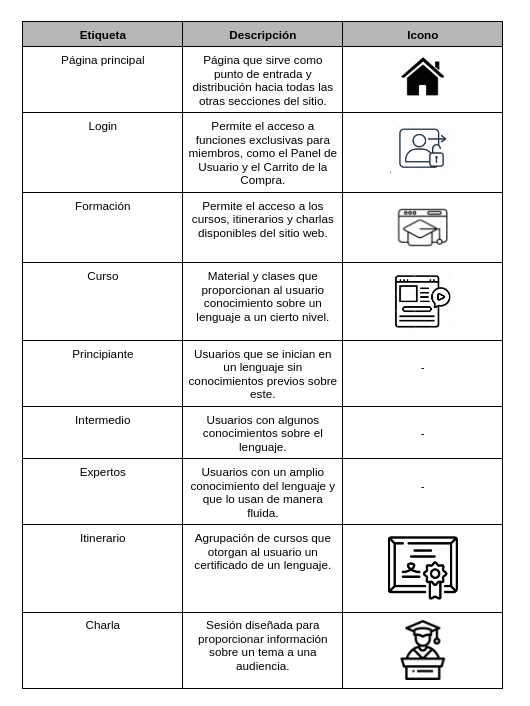 Etiqueta Descripción Icono
Página principal Página que sirve como
punto de entrada y
distribución hacia todas las
otras secciones del sitio.
Login Permite el acceso a
funciones exclusivas para
miembros, como el Panel de
Usuario y el Carrito de la
Compra.
Formación Permite el acceso a los
cursos, itinerarios y charlas
disponibles del sitio web.
Curso Material y clases que
proporcionan al usuario
conocimiento sobre un
lenguaje a un cierto nivel.
Principiante Usuarios que se inician en
un lenguaje sin
conocimientos previos sobre
este.
-
Intermedio Usuarios con algunos
conocimientos sobre el
lenguaje.
-
Expertos Usuarios con un amplio
conocimiento del lenguaje y
que lo usan de manera
fluida.
-
Itinerario Agrupación de cursos que
otorgan al usuario un
certificado de un lenguaje.
Charla Sesión diseñada para
proporcionar información
sobre un tema a una
audiencia.